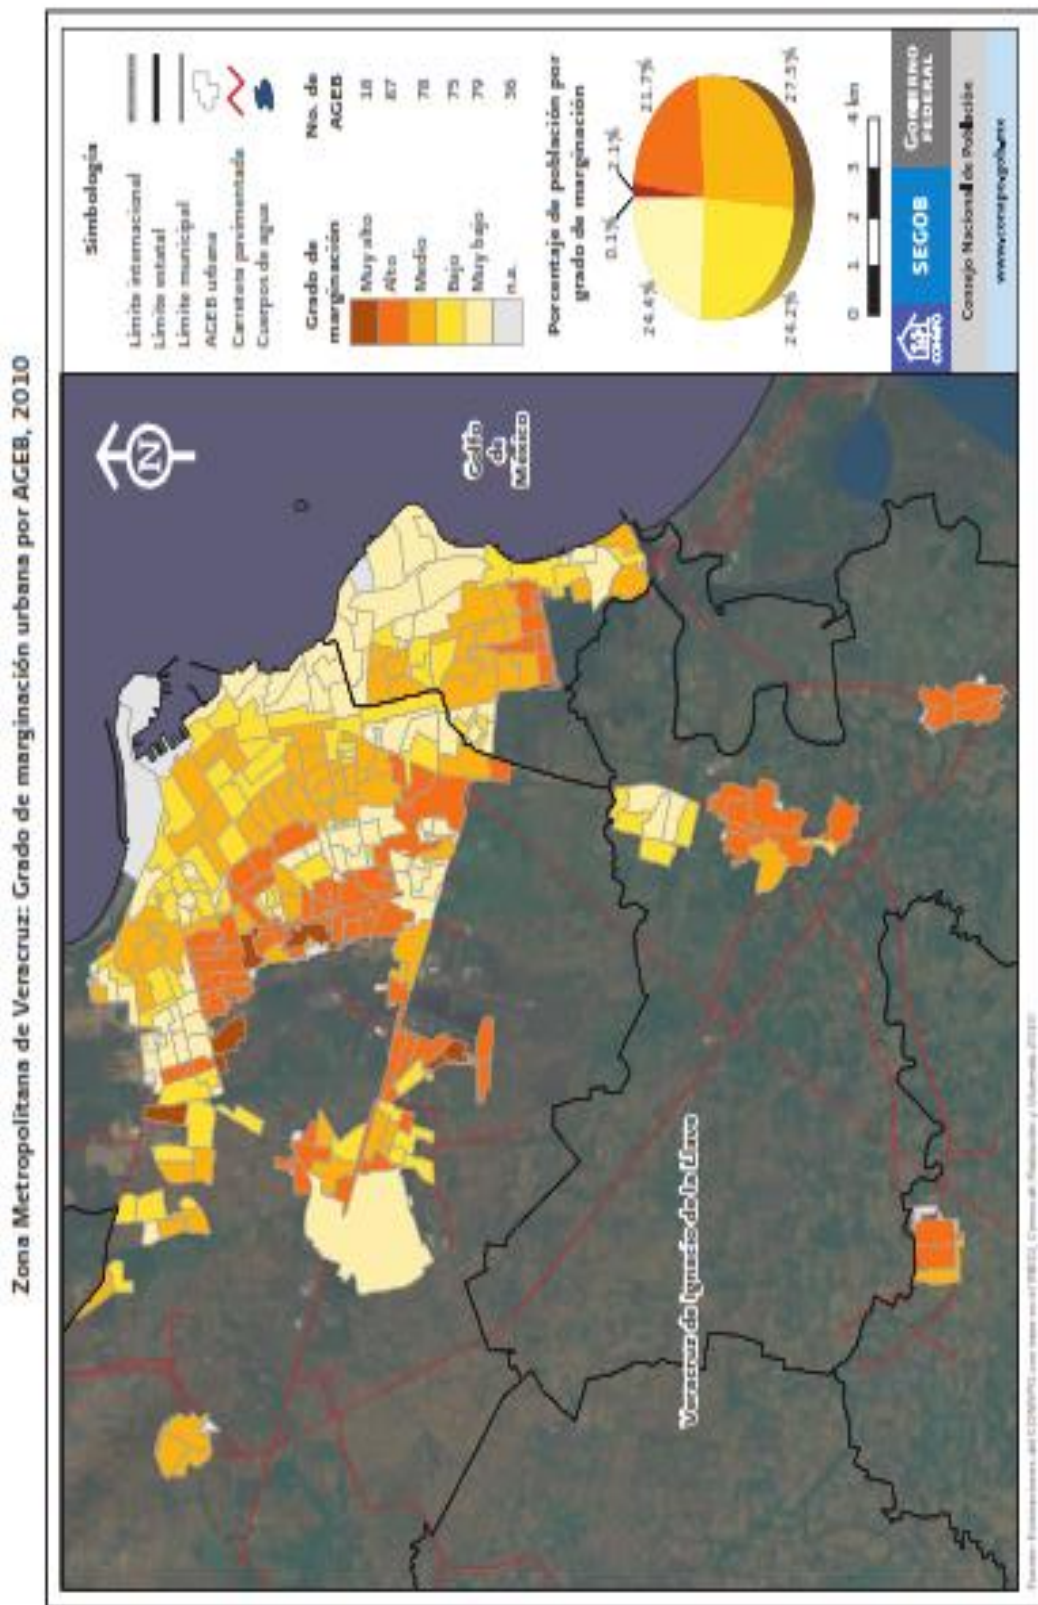 Zona Metropolitana de Veracruz: Grado de marginación urbana por AGEB, 2010
N
Golfo
de
México
Veracruz de Ignacio de la Llave
Simbología
Límite internacional
Límite estatal
Límite municipal
AGEB urbana
Carretera pavimentada
Cuerpos de agua
Grado de marginación No. de AGEB
Muy alto 18
Alto 87
Medio 78
Bajo 75
Muy bajo 79
n.a. 36
Porcentaje de población por
grado de marginación
0.1% 2.1%
24.4% 21.7%
24.2% 27.5%
0 1 2 3 4 km
CONAPO
SEGOB
GOBIERNO
FEDERAL
Consejo Nacional de Población
www.conapo.gob.mx